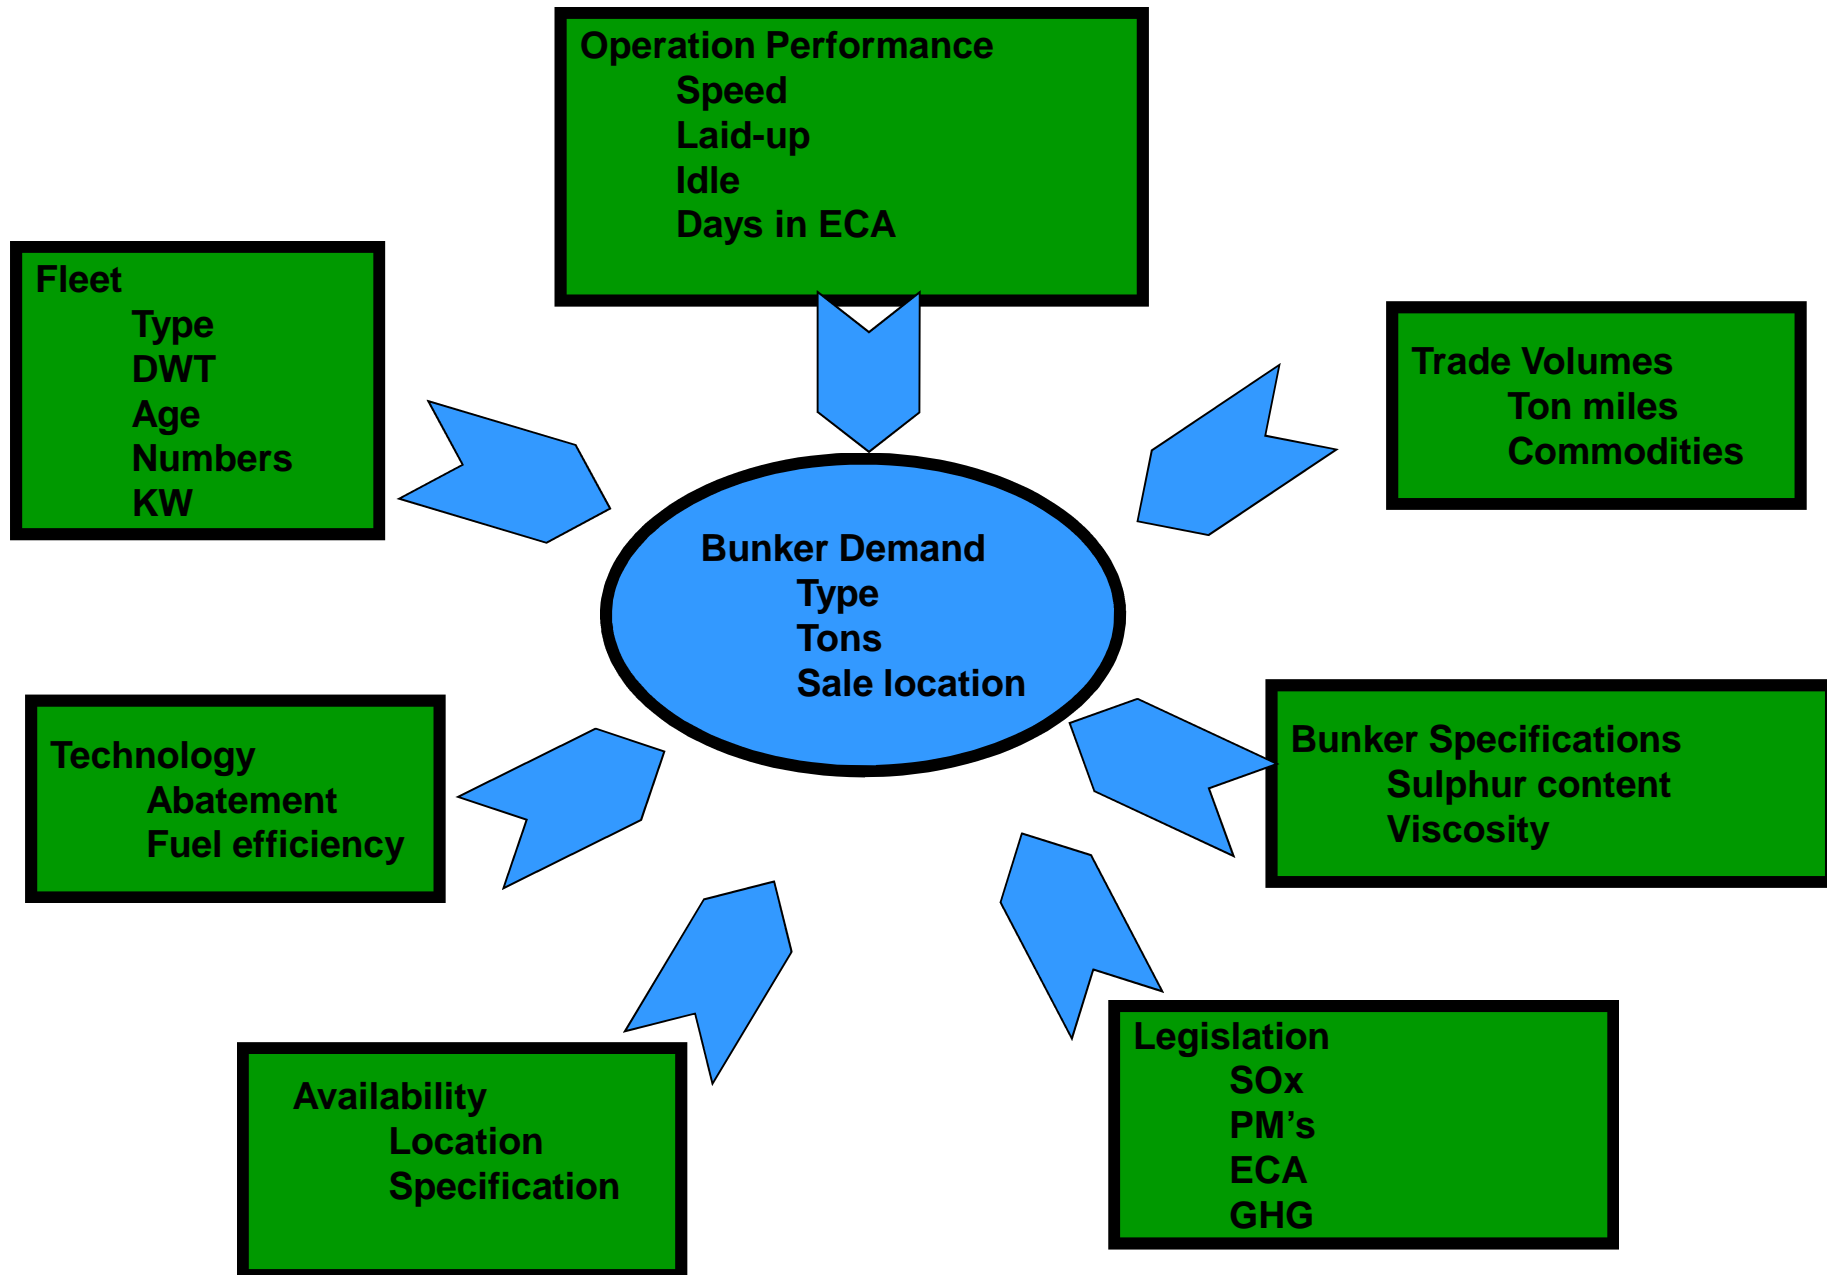 Operation Performance
Speed
Laid-up
Idle
Days in ECA
Fleet
Type
DWT
Age
Numbers
KW
Trade Volumes
Ton miles
Commodities
Bunker Demand
Type
Tons
Sale location
Technology
Abatement
Fuel efficiency
Bunker Specifications
Sulphur content
Viscosity
Availability
Location
Specification
Legislation
SOx
PM’s
ECA
GHG